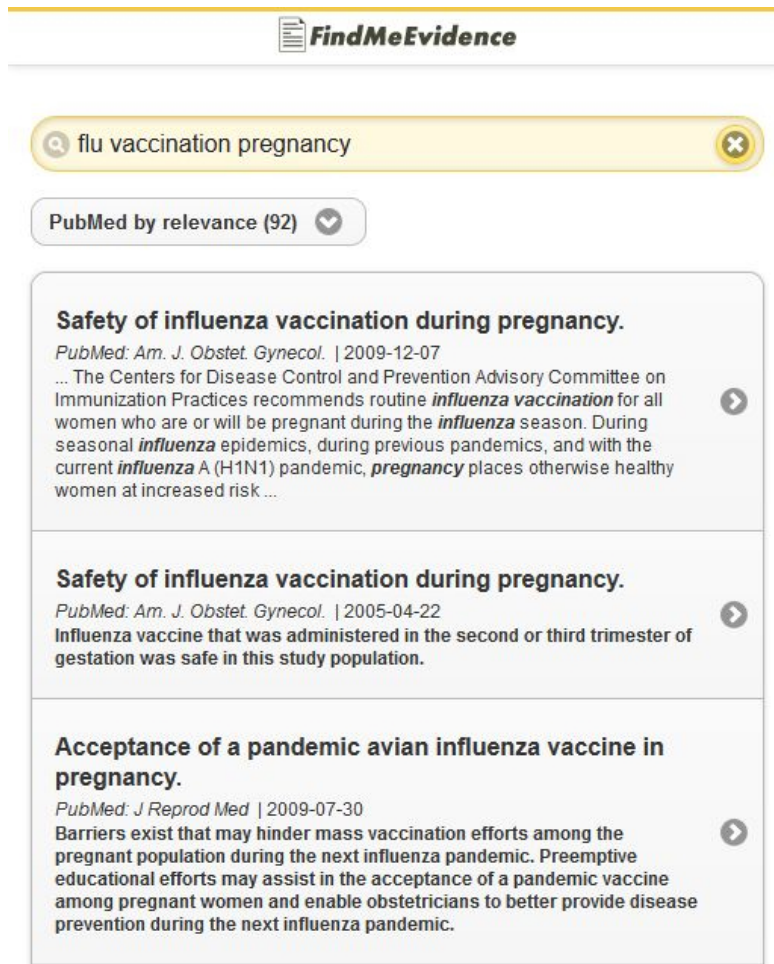 FindMeEvidence
flu vaccination pregnancy
PubMed by relevance (92)
Safety of influenza vaccination during pregnancy.
PubMed: Am. J. Obstet. Gynecol. | 2009-12-07
... The Centers for Disease Control and Prevention Advisory Committee on
Immunization Practices recommends routine influenza vaccination for all
women who are or will be pregnant during the influenza season. During
seasonal influenza epidemics, during previous pandemics, and with the
current influenza A (H1N1) pandemic, pregnancy places otherwise healthy
women at increased risk ...
Safety of influenza vaccination during pregnancy.
PubMed: Am. J. Obstet. Gynecol. | 2005-04-22
Influenza vaccine that was administered in the second or third trimester of
gestation was safe in this study population.
Acceptance of a pandemic avian influenza vaccine in
pregnancy.
PubMed: J Reprod Med | 2009-07-30
Barriers exist that may hinder mass vaccination efforts among the
pregnant population during the next influenza pandemic. Preemptive
educational efforts may assist in the acceptance of a pandemic vaccine
among pregnant women and enable obstetricians to better provide disease
prevention during the next influenza pandemic.